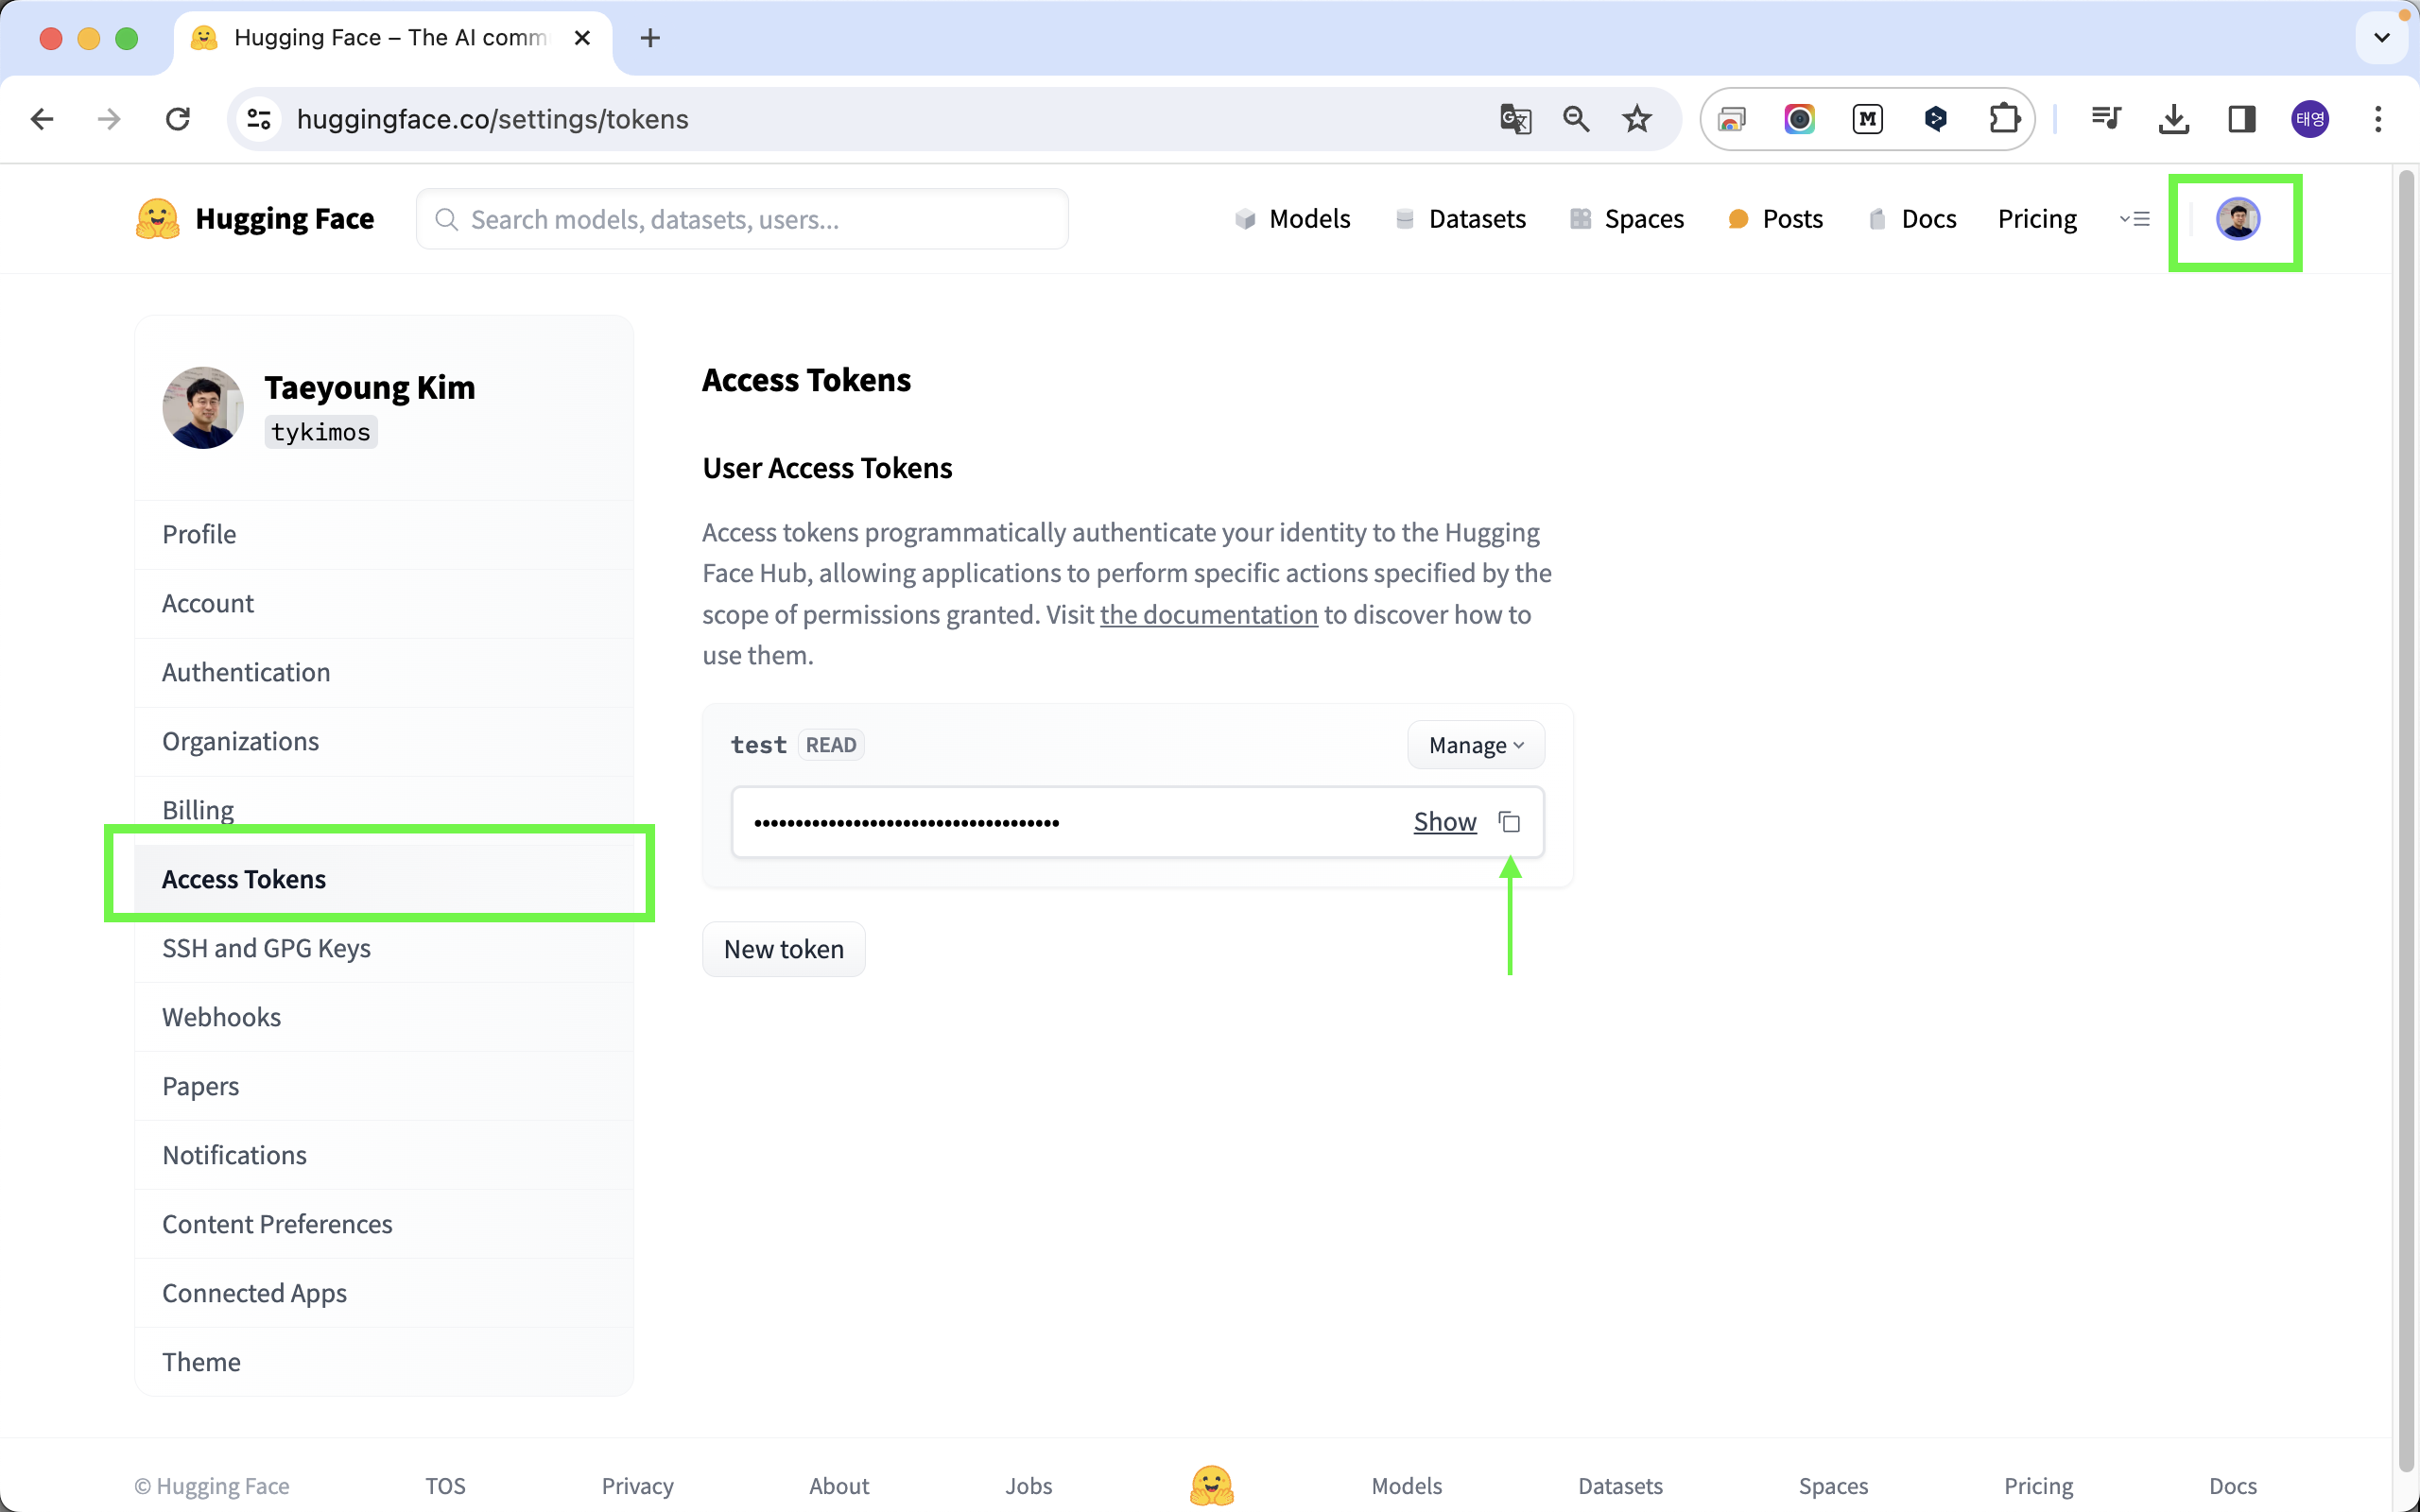 Hugging Face – The AI comm
huggingface.co/settings/tokens
M
태영
Hugging Face
Search models, datasets, users...
Models
Datasets
Spaces
Posts
Docs
Pricing
Taeyoung Kim
tykimos
Profile
Account
Authentication
Organizations
Billing
Access Tokens
SSH and GPG Keys
Webhooks
Papers
Notifications
Content Preferences
Connected Apps
Theme
Access Tokens
User Access Tokens
Access tokens programmatically authenticate your identity to the Hugging
Face Hub, allowing applications to perform specific actions specified by the
scope of permissions granted. Visit the documentation to discover how to
use them.
test READ
Manage
•••••••••••••••••••••••••••••••••••••
Show
New token
© Hugging Face
TOS
Privacy
About
Jobs
Models
Datasets
Spaces
Pricing
Docs